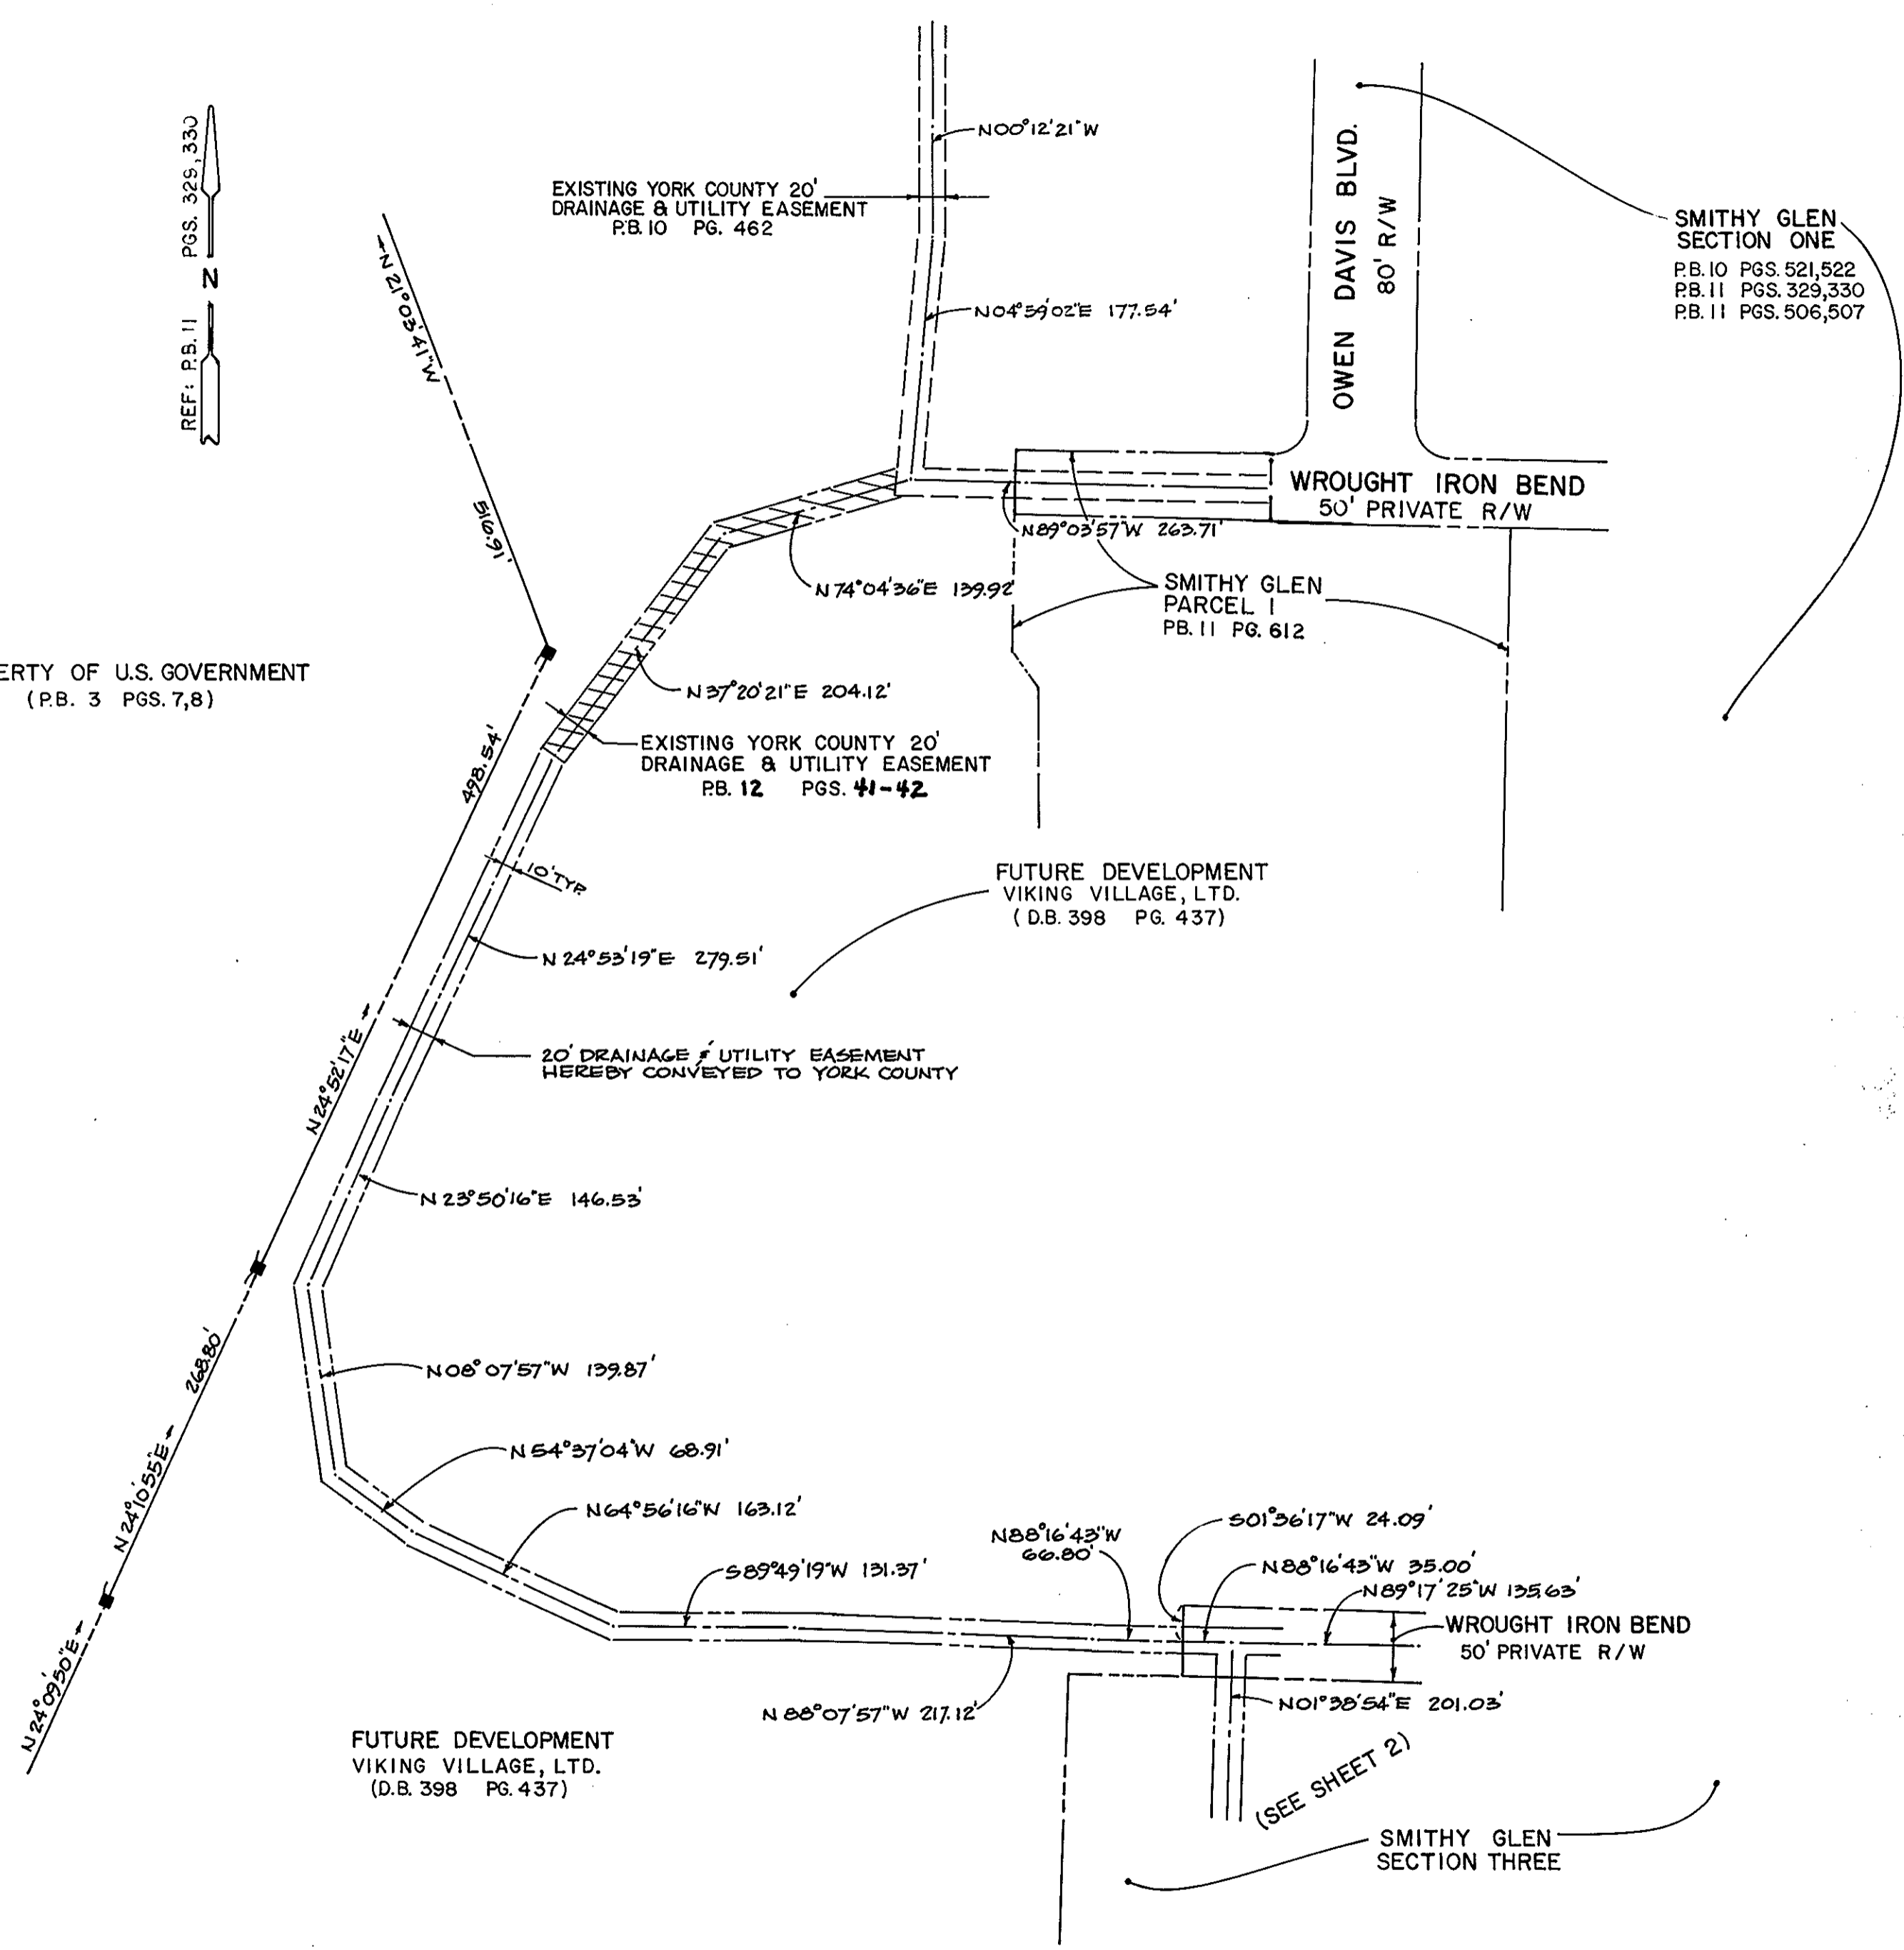 REF: P.B. 11 PGS. 329,330
N
N00°12'21"W
EXISTING YORK COUNTY 20'
DRAINAGE & UTILITY EASEMENT
P.B. 10 PG. 462
OWEN DAVIS BLVD.
80' R/W
SMITHY GLEN
SECTION ONE
P.B. 10 PGS. 521,522
P.B. 11 PGS. 329,330
P.B. 11 PGS. 506,507
N 21°03'41"W
516.91'
N04°59'02"E 177.54'
WROUGHT IRON BEND
50' PRIVATE R/W
N89°03'57"W 263.71'
N74°04'36"E 139.92'
SMITHY GLEN
PARCEL 1
P.B. 11 PG. 612
ERTY OF U.S. GOVERNMENT
(P.B. 3 PGS. 7,8)
N37°20'21"E 204.12'
EXISTING YORK COUNTY 20'
DRAINAGE & UTILITY EASEMENT
P.B. 12 PGS. 41-42
498.54'
N24°52'17"E
10' TYP.
FUTURE DEVELOPMENT
VIKING VILLAGE, LTD.
(D.B. 398 PG. 437)
N24°53'19"E 279.51'
20' DRAINAGE & UTILITY EASEMENT
HEREBY CONVEYED TO YORK COUNTY
N23°50'16"E 146.53'
268.80'
N24°10'55"E
N08°07'57"W 139.87'
N54°37'04"W 68.91'
N64°56'16"W 163.12'
S89°49'19"W 131.37'
N88°16'43"W
66.80'
S01°36'17"W 24.09'
N88°16'43"W 35.00'
N89°17'25"W 135.63'
WROUGHT IRON BEND
50' PRIVATE R/W
N24°09'50"E
N88°07'57"W 217.12'
N01°38'54"E 201.03'
FUTURE DEVELOPMENT
VIKING VILLAGE, LTD.
(D.B. 398 PG. 437)
(SEE SHEET 2)
SMITHY GLEN
SECTION THREE